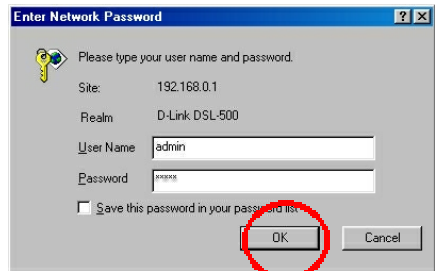 Enter Network Password
Please type your user name and password.
Site: 192.168.0.1
Realm D-Link DSL-500
User Name admin
Password xxxxx
Save this password in your password list
OK Cancel